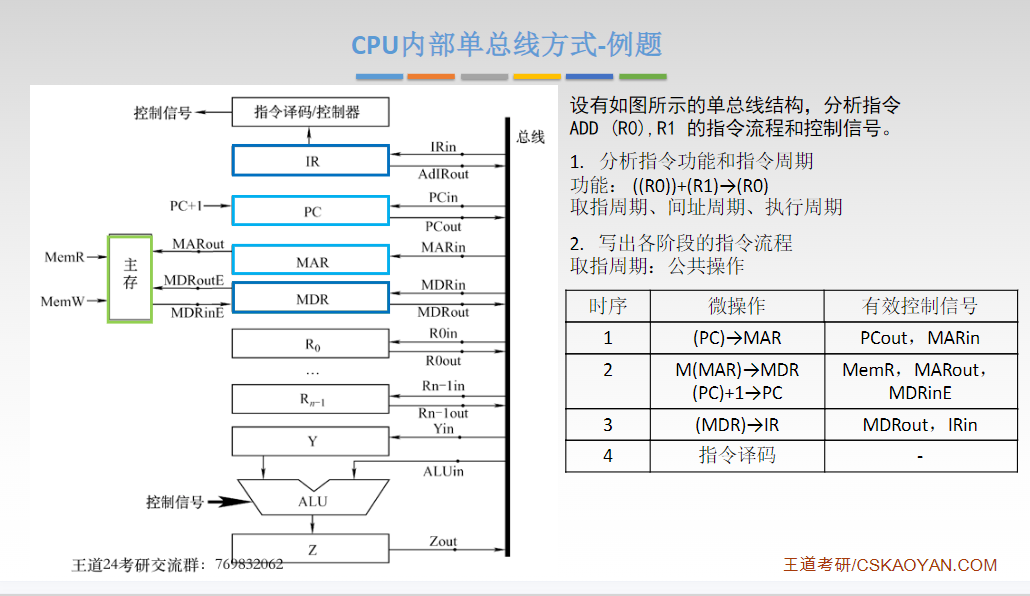 CPU内部单总线方式-例题
控制信号
指令译码/控制器
总线
IR
IRin
AdIRout
PC+1
PC
PCin
PCout
MemR
主存
MARout
MAR
MARin
MemW
MDRoutE
MDRinE
MDR
MDRin
MDRout
R0
R0in
R0out
…
Rn-1
Rn-1in
Rn-1out
Y
Yin
ALUin
控制信号
ALU
Z
Zout
王道24考研交流群：769832062
设有如图所示的单总线结构，分析指令
ADD (R0),R1 的指令流程和控制信号。
1. 分析指令功能和指令周期
功能： ((R0))+(R1)→(R0)
取指周期、间址周期、执行周期
2. 写出各阶段的指令流程
取指周期：公共操作
时序 微操作 有效控制信号
1 (PC)→MAR PCout，MARin
2 M(MAR)→MDR MemR，MARout，
(PC)+1→PC MDRinE
3 (MDR)→IR MDRout，IRin
4 指令译码 -
王道考研/CSKAOYAN.COM